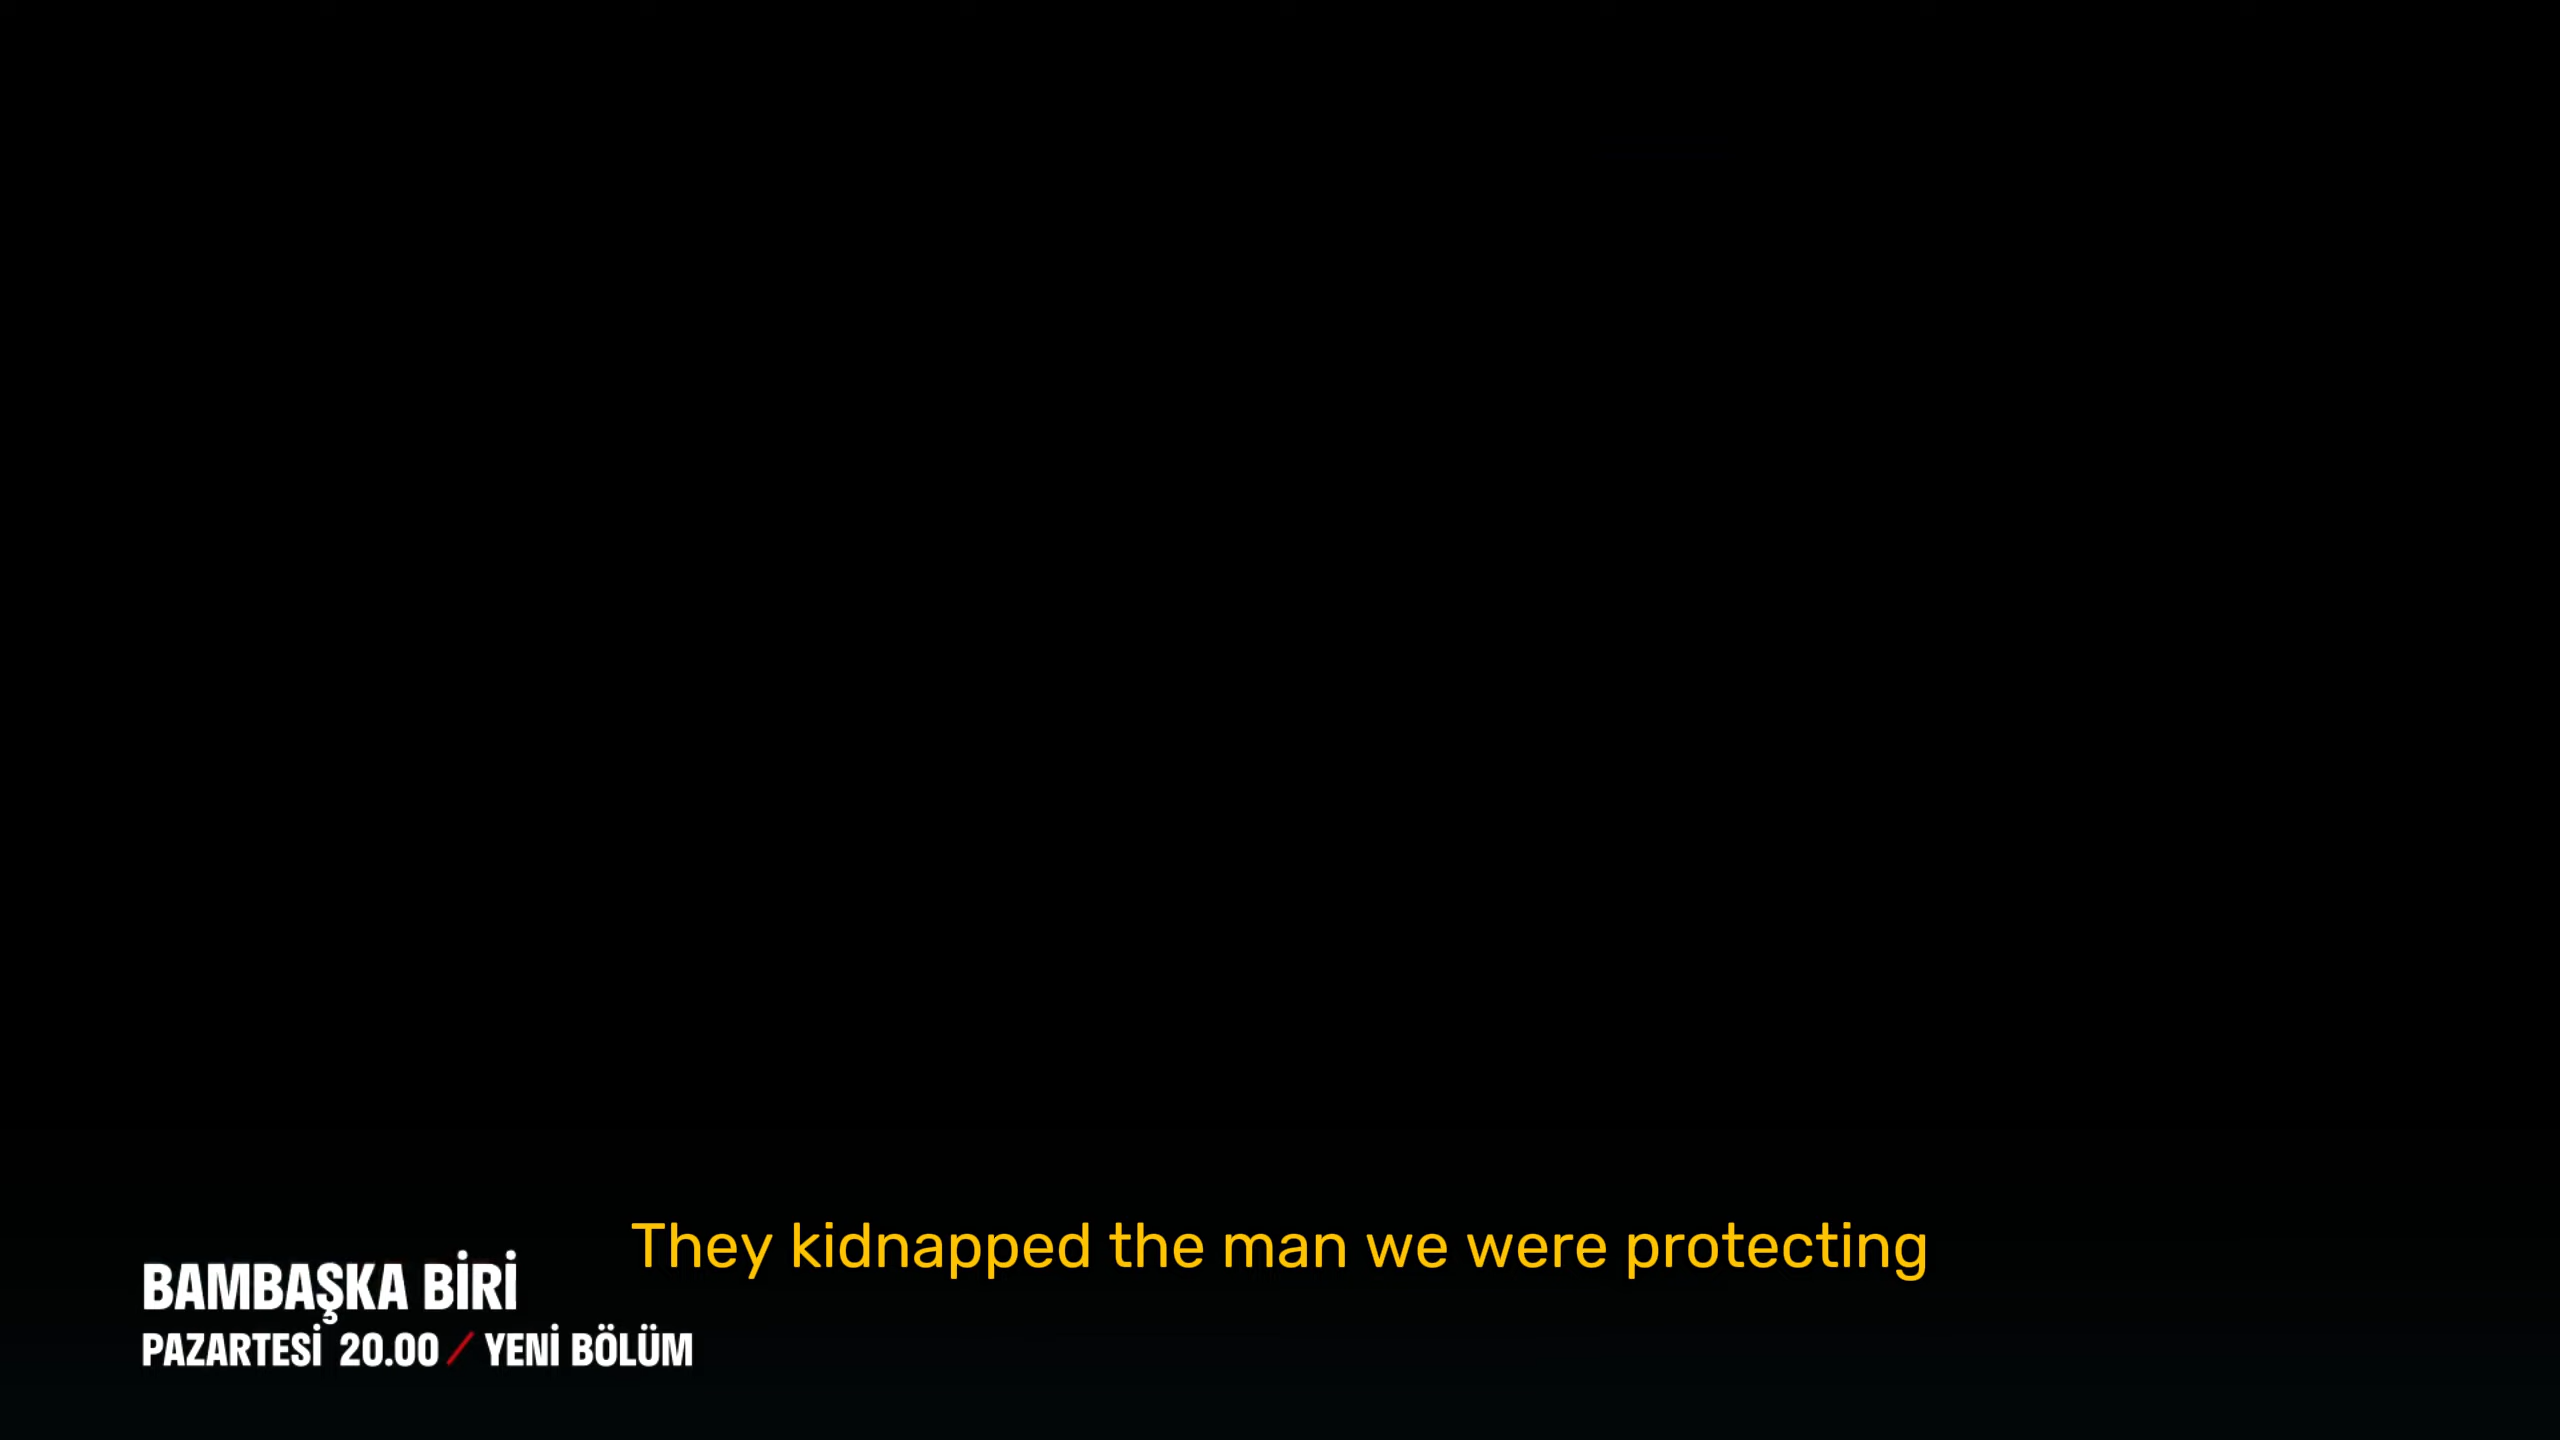 They kidnapped the man we were protecting
BAMBAŞKA BİRİ
PAZARTESİ 20.00 / YENİ BÖLÜM